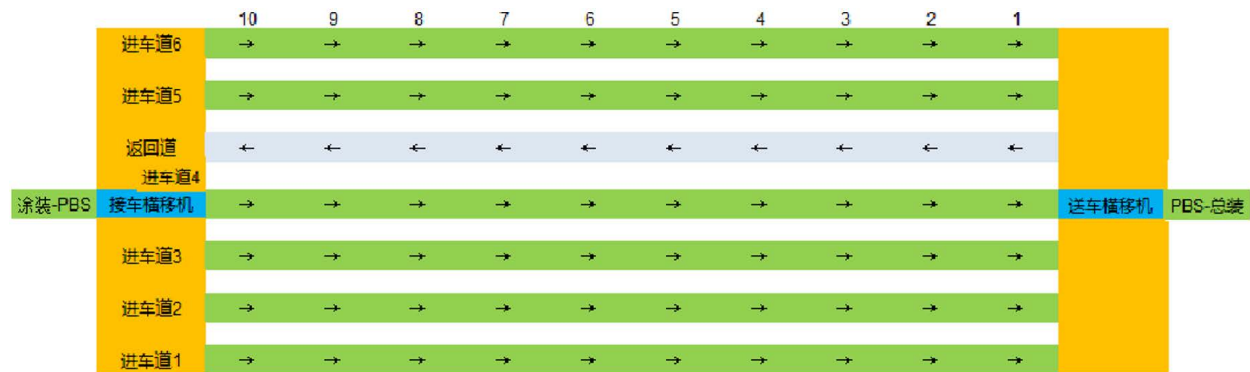 10 9 8 7 6 5 4 3 2 1
进车道6 → → → → → → → → → →
进车道5 → → → → → → → → → →
返回道 ← ← ← ← ← ← ← ← ← ←
进车道4
涂装-PBS 接车横移机 → → → → → → → → → → 送车横移机 PBS-总装
进车道3 → → → → → → → → → →
进车道2 → → → → → → → → → →
进车道1 → → → → → → → → → →